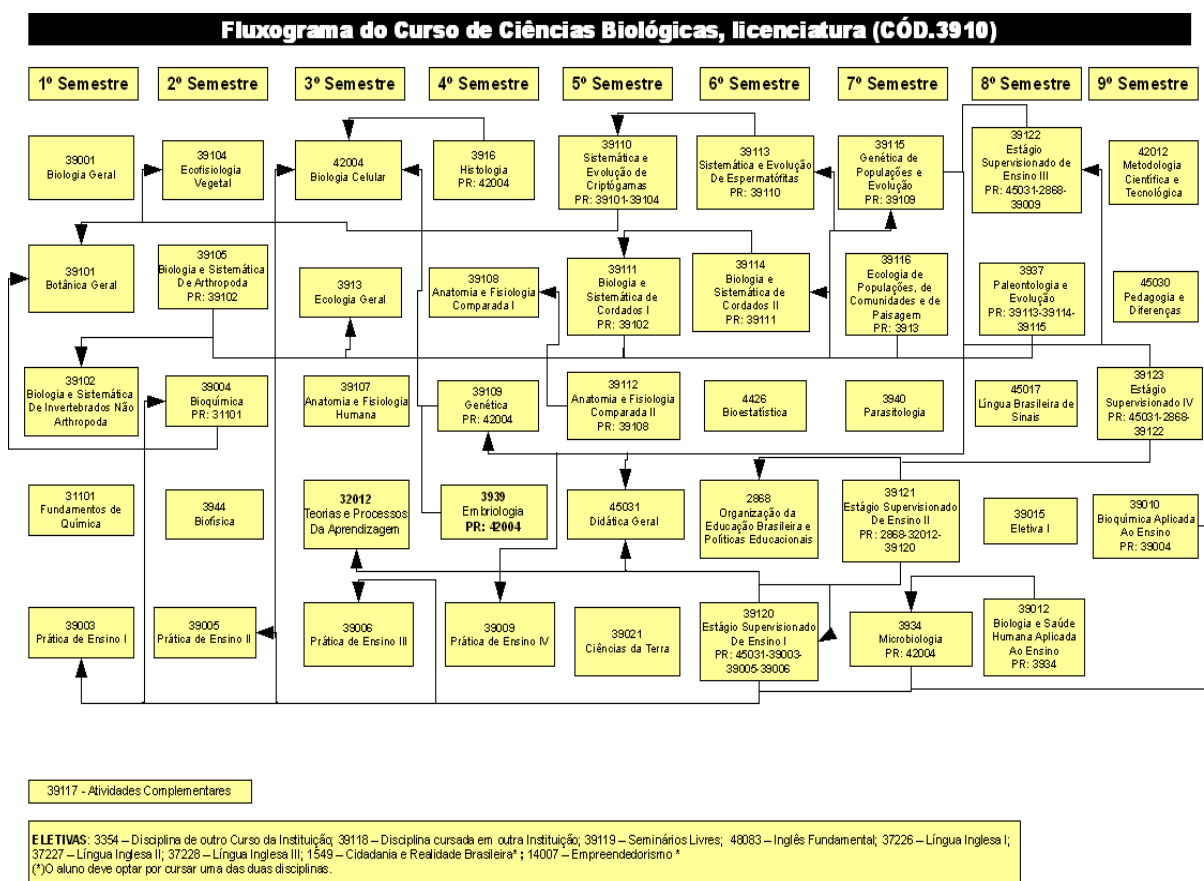 Fluxograma do Curso de Ciências Biológicas, licenciatura (CÓD.3910)
1º Semestre
2º Semestre
3º Semestre
4º Semestre
5º Semestre
6º Semestre
7º Semestre
8º Semestre
9º Semestre
39001
Biologia Geral
39104
Ecofisiologia
Vegetal
42004
Biologia Celular
3916
Histologia
PR: 42004
39110
Sistemática e
Evolução de
Criptógamas
PR: 39101-39104
39113
Sistemática e Evolução
De Espermatófitas
PR: 39110
39115
Genética de
Populações e
Evolução
PR: 39109
39122
Estágio
Supervisionado de
Ensino III
PR: 45031-2868-
39009
42012
Metodologia
Científica e
Tecnológica
39101
Botânica Geral
39105
Biologia e Sistemática
De Arthropoda
PR: 39102
3913
Ecologia Geral
39108
Anatomia e Fisiologia
Comparada I
39111
Biologia e
Sistemática de
Cordados I
PR: 39102
39114
Biologia e
Sistemática de
Cordados II
PR: 39111
39116
Ecologia de
Populações, de
Comunidades e de
Paisagem
PR: 3913
3937
Paleontologia e
Evolução
PR: 39113-39114-
39115
45030
Pedagogia e
Diferenças
39102
Biologia e Sistemática
De Invertebrados Não
Arthropoda
39004
Bioquímica
PR: 31101
39107
Anatomia e Fisiologia
Humana
39109
Genética
PR: 42004
39112
Anatomia e Fisiologia
Comparada II
PR: 39108
4426
Bioestatística
3940
Parasitologia
45017
Língua Brasileira de
Sinais
39123
Estágio
Supervisionado IV
PR: 45031-2868-
39122
31101
Fundamentos de
Química
3944
Biofísica
32012
Teorias e Processos
Da Aprendizagem
3939
Embriologia
PR: 42004
45031
Didática Geral
2868
Organização da
Educação Brasileira e
Políticas Educacionais
39121
Estágio Supervisionado
De Ensino II
PR: 2868-32012-
39120
39015
Eletiva I
39010
Bioquímica Aplicada
Ao Ensino
PR: 39004
39003
Prática de Ensino I
39005
Prática de Ensino II
39006
Prática de Ensino III
39009
Prática de Ensino IV
39021
Ciências da Terra
39120
Estágio Supervisionado
De Ensino I
PR: 45031-39003-
39005-39006
3934
Microbiologia
PR: 42004
39012
Biologia e Saúde
Humana Aplicada
Ao Ensino
PR: 3934
39117 - Atividades Complementares
ELETIVAS: 3354 – Disciplina de outro Curso da Instituição; 39118 – Disciplina cursada em outra Instituição; 39119 – Seminários Livres; 48083 – Inglês Fundamental; 37226 – Língua Inglesa I;
37227 – Língua Inglesa II; 37228 – Língua Inglesa III; 1549 – Cidadania e Realidade Brasileira* ; 14007 – Empreendedorismo *
(*)O aluno deve optar por cursar uma das duas disciplinas.